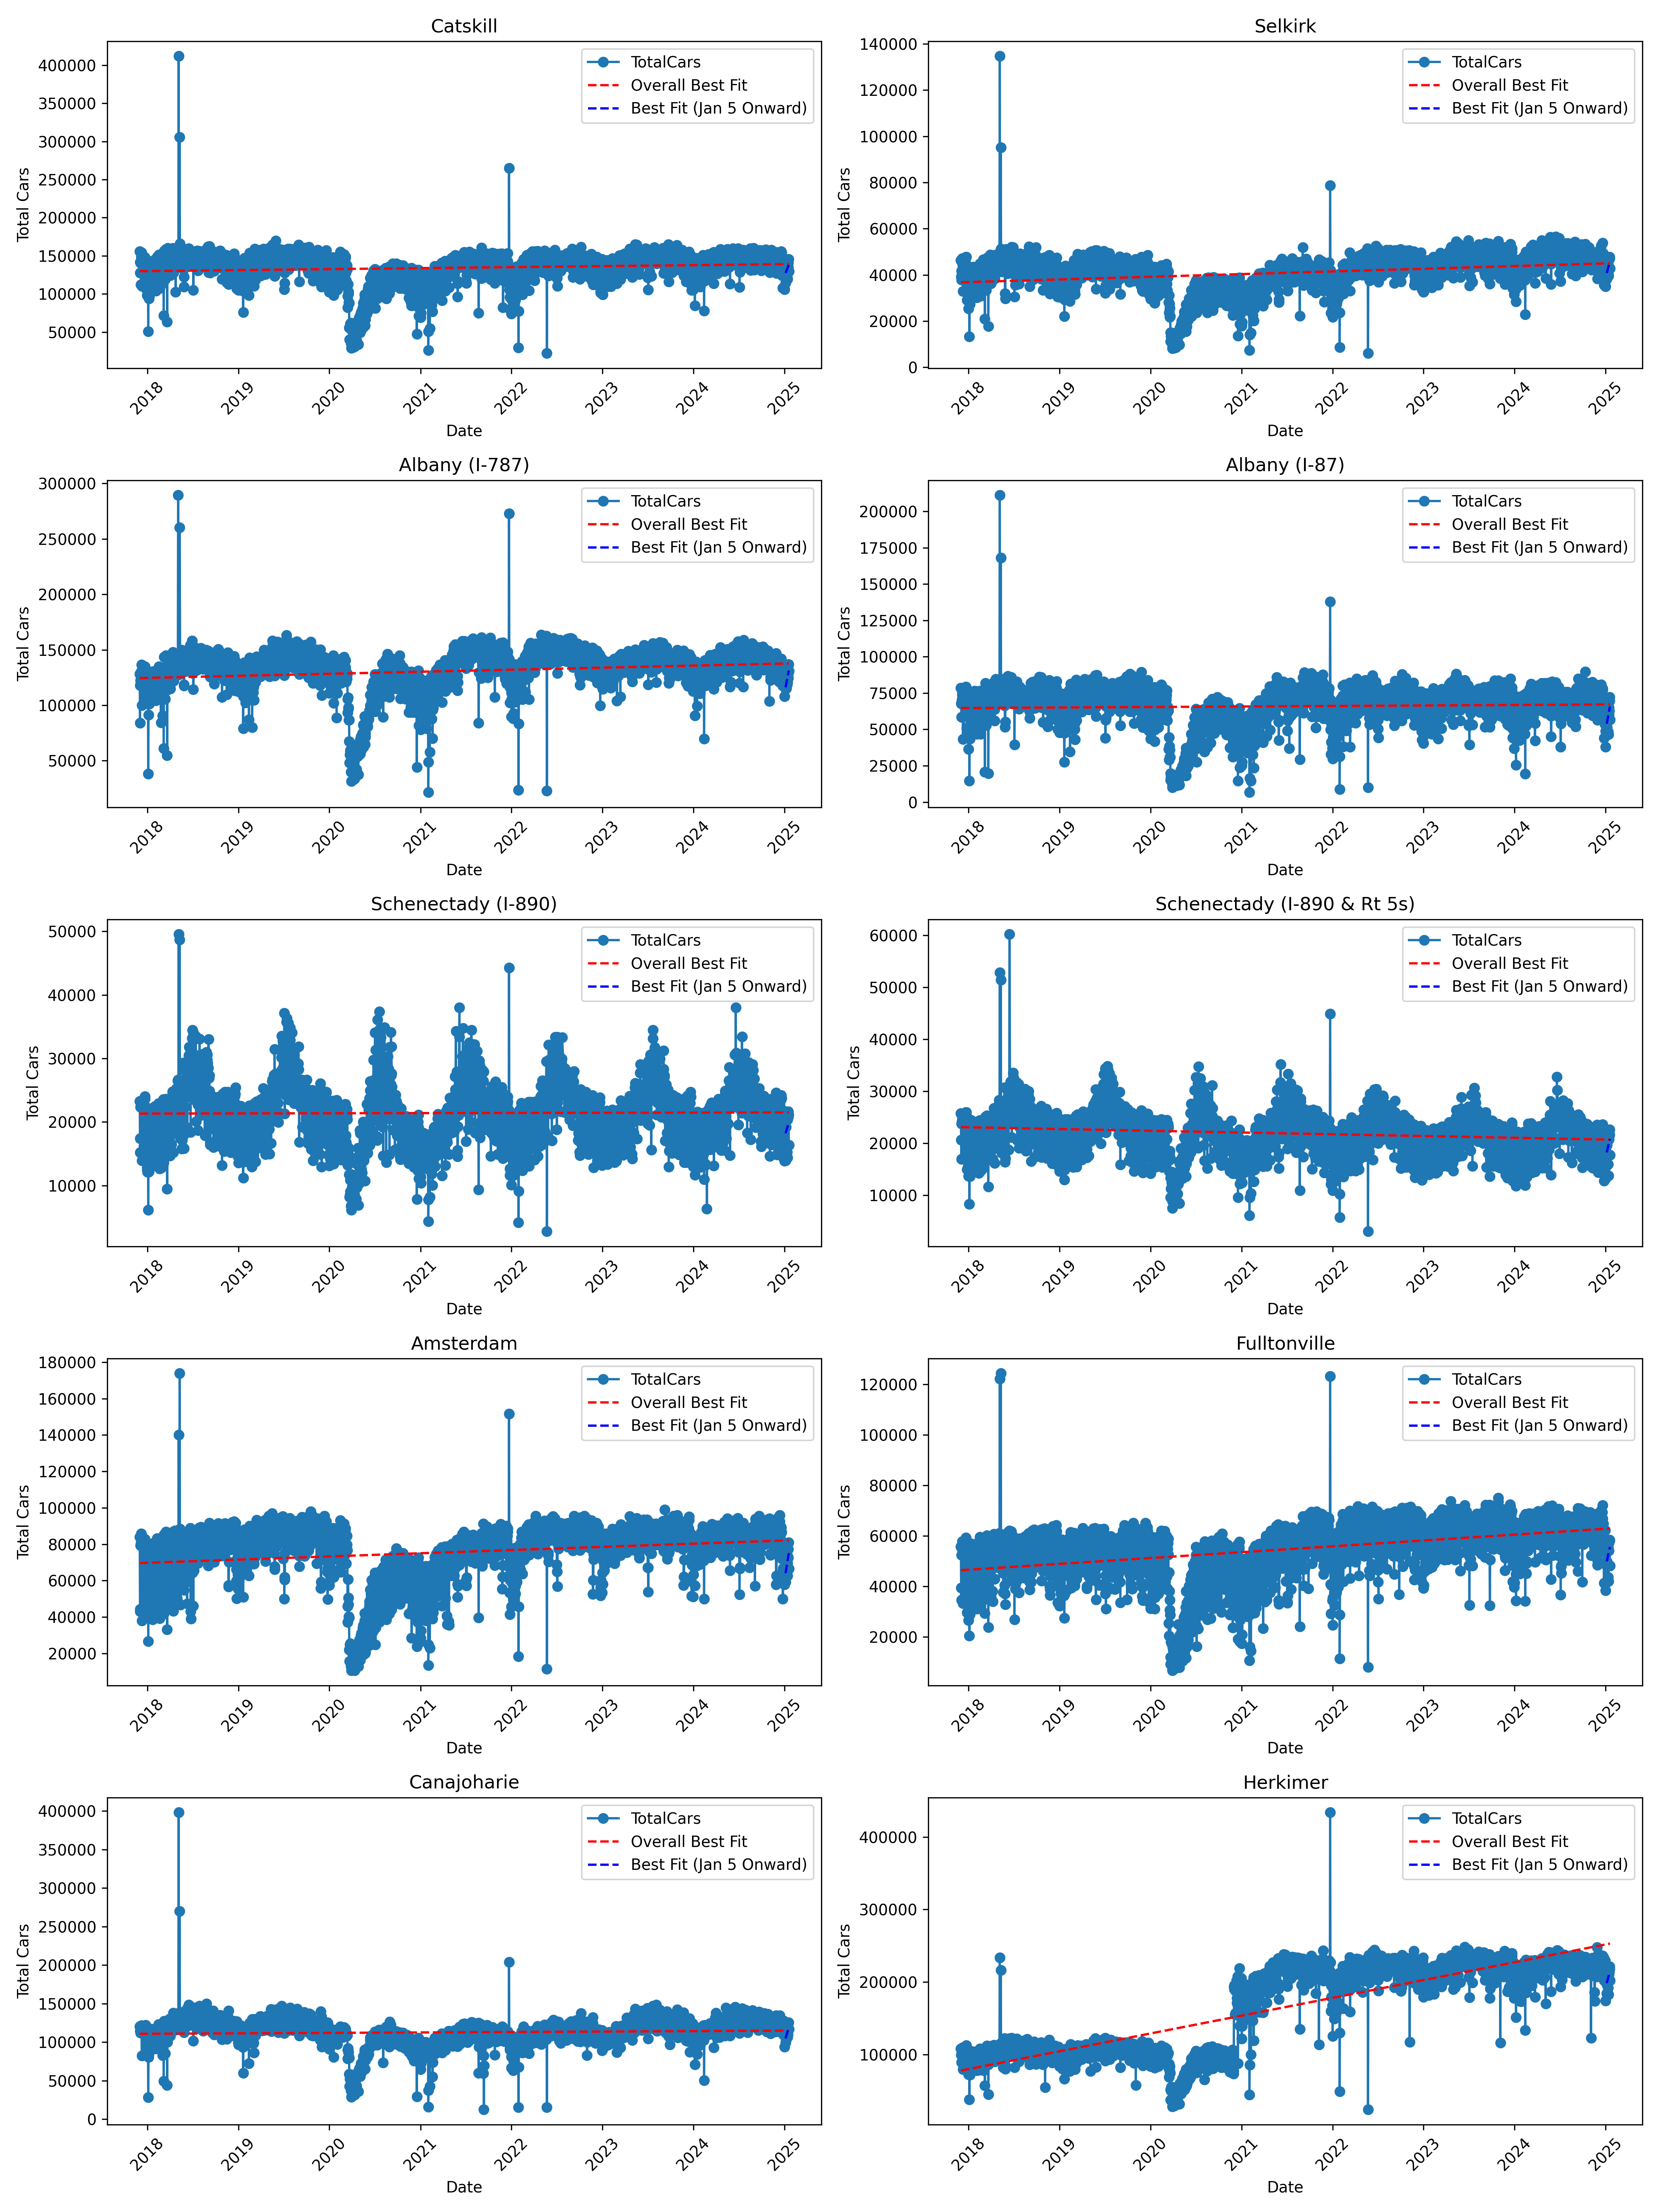 Catskill
Total Cars
400000
350000
300000
250000
200000
150000
100000
50000
TotalCars
Overall Best Fit
Best Fit (Jan 5 Onward)
2018 2019 2020 2021 2022 2023 2024 2025
Date
Selkirk
Total Cars
140000
120000
100000
80000
60000
40000
20000
0
TotalCars
Overall Best Fit
Best Fit (Jan 5 Onward)
2018 2019 2020 2021 2022 2023 2024 2025
Date
Albany (I-787)
Total Cars
300000
250000
200000
150000
100000
50000
TotalCars
Overall Best Fit
Best Fit (Jan 5 Onward)
2018 2019 2020 2021 2022 2023 2024 2025
Date
Albany (I-87)
Total Cars
200000
175000
150000
125000
100000
75000
50000
25000
0
TotalCars
Overall Best Fit
Best Fit (Jan 5 Onward)
2018 2019 2020 2021 2022 2023 2024 2025
Date
Schenectady (I-890)
Total Cars
50000
40000
30000
20000
10000
TotalCars
Overall Best Fit
Best Fit (Jan 5 Onward)
2018 2019 2020 2021 2022 2023 2024 2025
Date
Schenectady (I-890 & Rt 5s)
Total Cars
60000
50000
40000
30000
20000
10000
TotalCars
Overall Best Fit
Best Fit (Jan 5 Onward)
2018 2019 2020 2021 2022 2023 2024 2025
Date
Amsterdam
Total Cars
180000
160000
140000
120000
100000
80000
60000
40000
20000
TotalCars
Overall Best Fit
Best Fit (Jan 5 Onward)
2018 2019 2020 2021 2022 2023 2024 2025
Date
Fulltonville
Total Cars
120000
100000
80000
60000
40000
20000
TotalCars
Overall Best Fit
Best Fit (Jan 5 Onward)
2018 2019 2020 2021 2022 2023 2024 2025
Date
Canajoharie
Total Cars
400000
350000
300000
250000
200000
150000
100000
50000
0
TotalCars
Overall Best Fit
Best Fit (Jan 5 Onward)
2018 2019 2020 2021 2022 2023 2024 2025
Date
Herkimer
Total Cars
400000
300000
200000
100000
TotalCars
Overall Best Fit
Best Fit (Jan 5 Onward)
2018 2019 2020 2021 2022 2023 2024 2025
Date